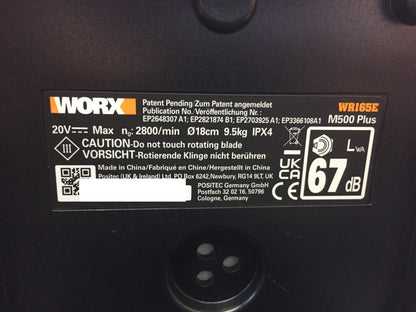 WORX
Patent Pending/Zum Patent angemeldet
Publication No./Veröffentlichung Nr.:
EP2648307 A1; EP2821874 B1; EP2703925 A1; EP3366108A1
WR165E
M500 Plus
20V Max n₀: 2800/min Ø18cm 9.5kg IPX4
CAUTION-Do not touch rotating blade
VORSICHT-Rotierende Klinge nicht berühren
Made in China/Fabriqué en Chine/Hergestellt in China
Positec (UK & Ireland) Ltd. PO Box 6242, Newbury, RG14 9LT, UK
POSITEC Germany GmbH
Postfach 32 02 16, 50796
Cologne, Germany
UK
CA
CE
LWA
67
dB